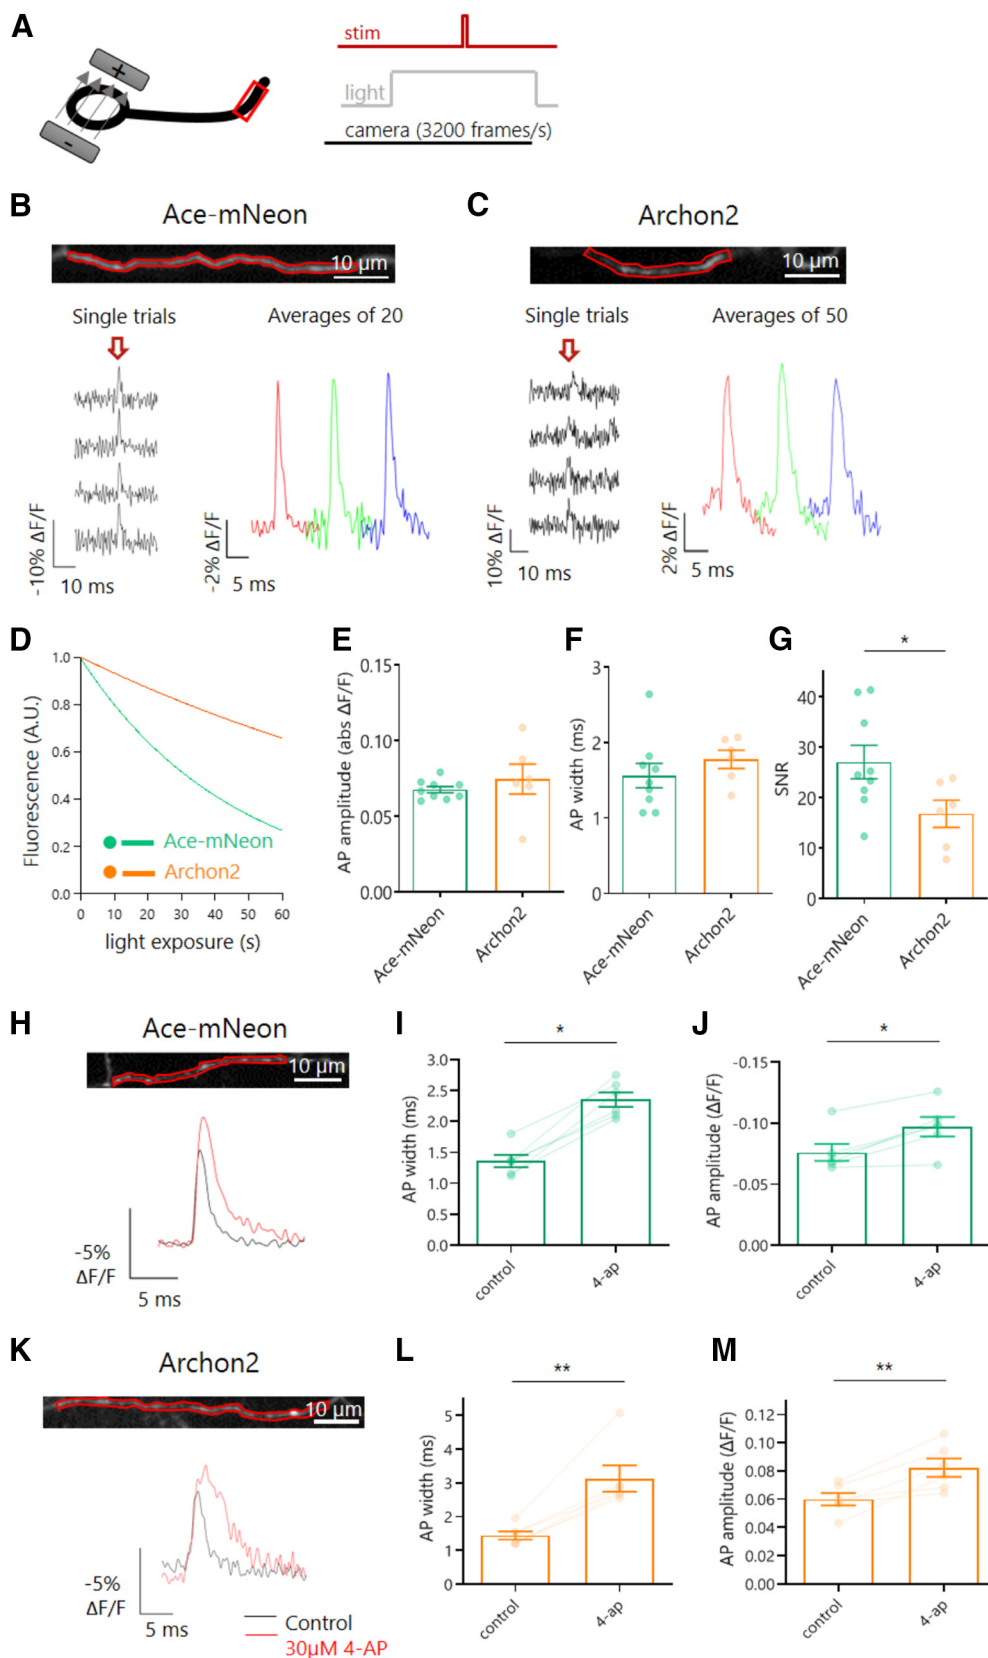 A
+
-
stim
light
camera (3200 frames/s)
B
Ace-mNeon
10 µm
Single trials
Averages of 20
-10% ΔF/F
10 ms
-2% ΔF/F
5 ms
C
Archon2
10 µm
Single trials
Averages of 50
10% ΔF/F
10 ms
2% ΔF/F
5 ms
D
Fluorescence (A.U.)
1.0
0.8
0.6
0.4
0.2
0.0
Ace-mNeon
Archon2
0 10 20 30 40 50 60
light exposure (s)
E
AP amplitude (abs ΔF/F)
0.15
0.10
0.05
0.00
Ace-mNeon
Archon2
F
AP width (ms)
3
2
1
0
Ace-mNeon
Archon2
G
*
SNR
40
30
20
10
0
Ace-mNeon
Archon2
H
Ace-mNeon
10 µm
-5%
ΔF/F
5 ms
I
*
AP width (ms)
3.0
2.5
2.0
1.5
1.0
0.5
0.0
control
4-ap
J
*
AP amplitude (ΔF/F)
-0.15
-0.10
-0.05
0.00
control
4-ap
K
Archon2
10 µm
-5%
ΔF/F
5 ms
Control
30µM 4-AP
L
**
AP width (ms)
5
4
3
2
1
0
control
4-ap
M
**
AP amplitude (ΔF/F)
0.12
0.10
0.08
0.06
0.04
0.02
0.00
control
4-ap